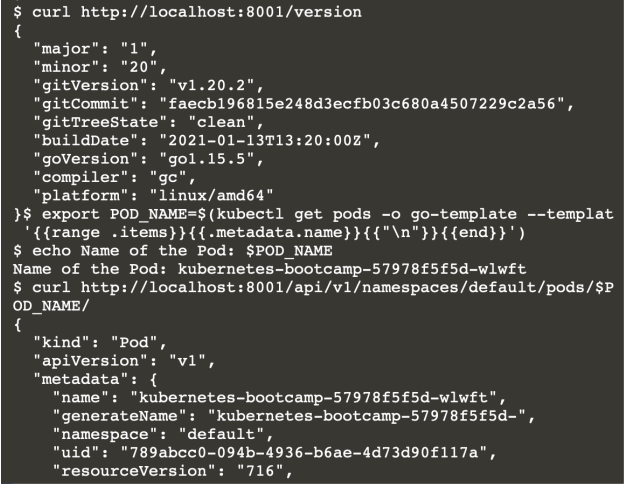 $ curl http://localhost:8001/version
{
  "major": "1",
  "minor": "20",
  "gitVersion": "v1.20.2",
  "gitCommit": "faecb196815e248d3ecfb03c680a4507229c2a56",
  "gitTreeState": "clean",
  "buildDate": "2021-01-13T13:20:00Z",
  "goVersion": "go1.15.5",
  "compiler": "gc",
  "platform": "linux/amd64"
}$ export POD_NAME=$(kubectl get pods -o go-template --templat
 '{{range .items}}{{.metadata.name}}{{"\n"}}{{end}}')
$ echo Name of the Pod: $POD_NAME
Name of the Pod: kubernetes-bootcamp-57978f5f5d-wlwft
$ curl http://localhost:8001/api/v1/namespaces/default/pods/$P
OD_NAME/
{
  "kind": "Pod",
  "apiVersion": "v1",
  "metadata": {
    "name": "kubernetes-bootcamp-57978f5f5d-wlwft",
    "generateName": "kubernetes-bootcamp-57978f5f5d-",
    "namespace": "default",
    "uid": "789abcc0-094b-4936-b6ae-4d73d90f117a",
    "resourceVersion": "716",